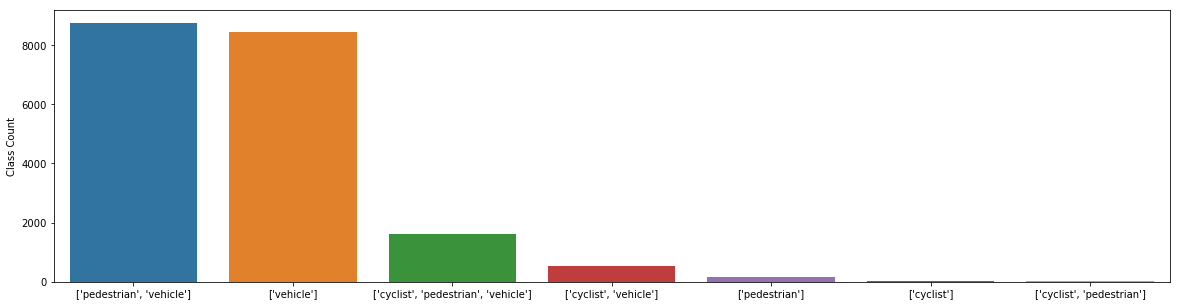 8000
6000
4000
2000
0
Class Count
['pedestrian', 'vehicle']
['vehicle']
['cyclist', 'pedestrian', 'vehicle']
['cyclist', 'vehicle']
['pedestrian']
['cyclist']
['cyclist', 'pedestrian']